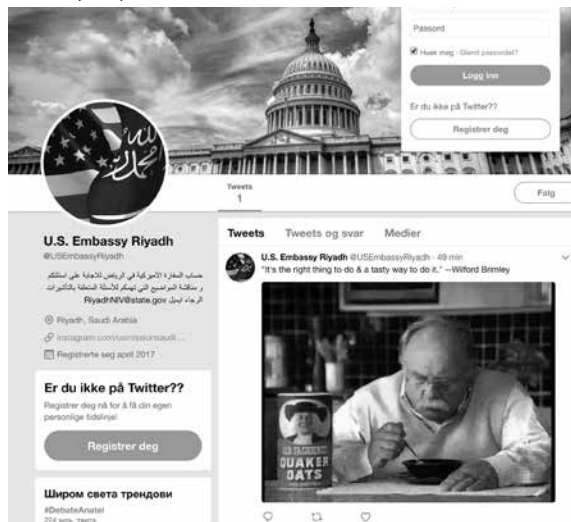 Passord
Husk meg · Glemt passordet?
Logg inn
Er du ikke på Twitter??
Registrer deg
Tweets
1
Følg
U.S. Embassy Riyadh
@USEmbassyRiyadh
حساب السفارة الأميركية في الرياض للاجابة على اسئلتكم
و مناقشة المواضيع التي تهمكم للأسئلة المتعلقة بالتأشيرات
الرجاء ايميل RiyadhNIV@state.gov
Riyadh, Saudi Arabia
instagram.com/usmissionsaudi...
Registrerte seg april 2017
Er du ikke på Twitter??
Registrer deg nå for å få din egen
personlige tidslinje!
Registrer deg
Широм света трендови
#DebateAnatel
Tweets Tweets og svar Medier
U.S. Embassy Riyadh @USEmbassyRiyadh · 49 min
"It's the right thing to do & a tasty way to do it." --Wilford Brimley
QUAKER
OATS